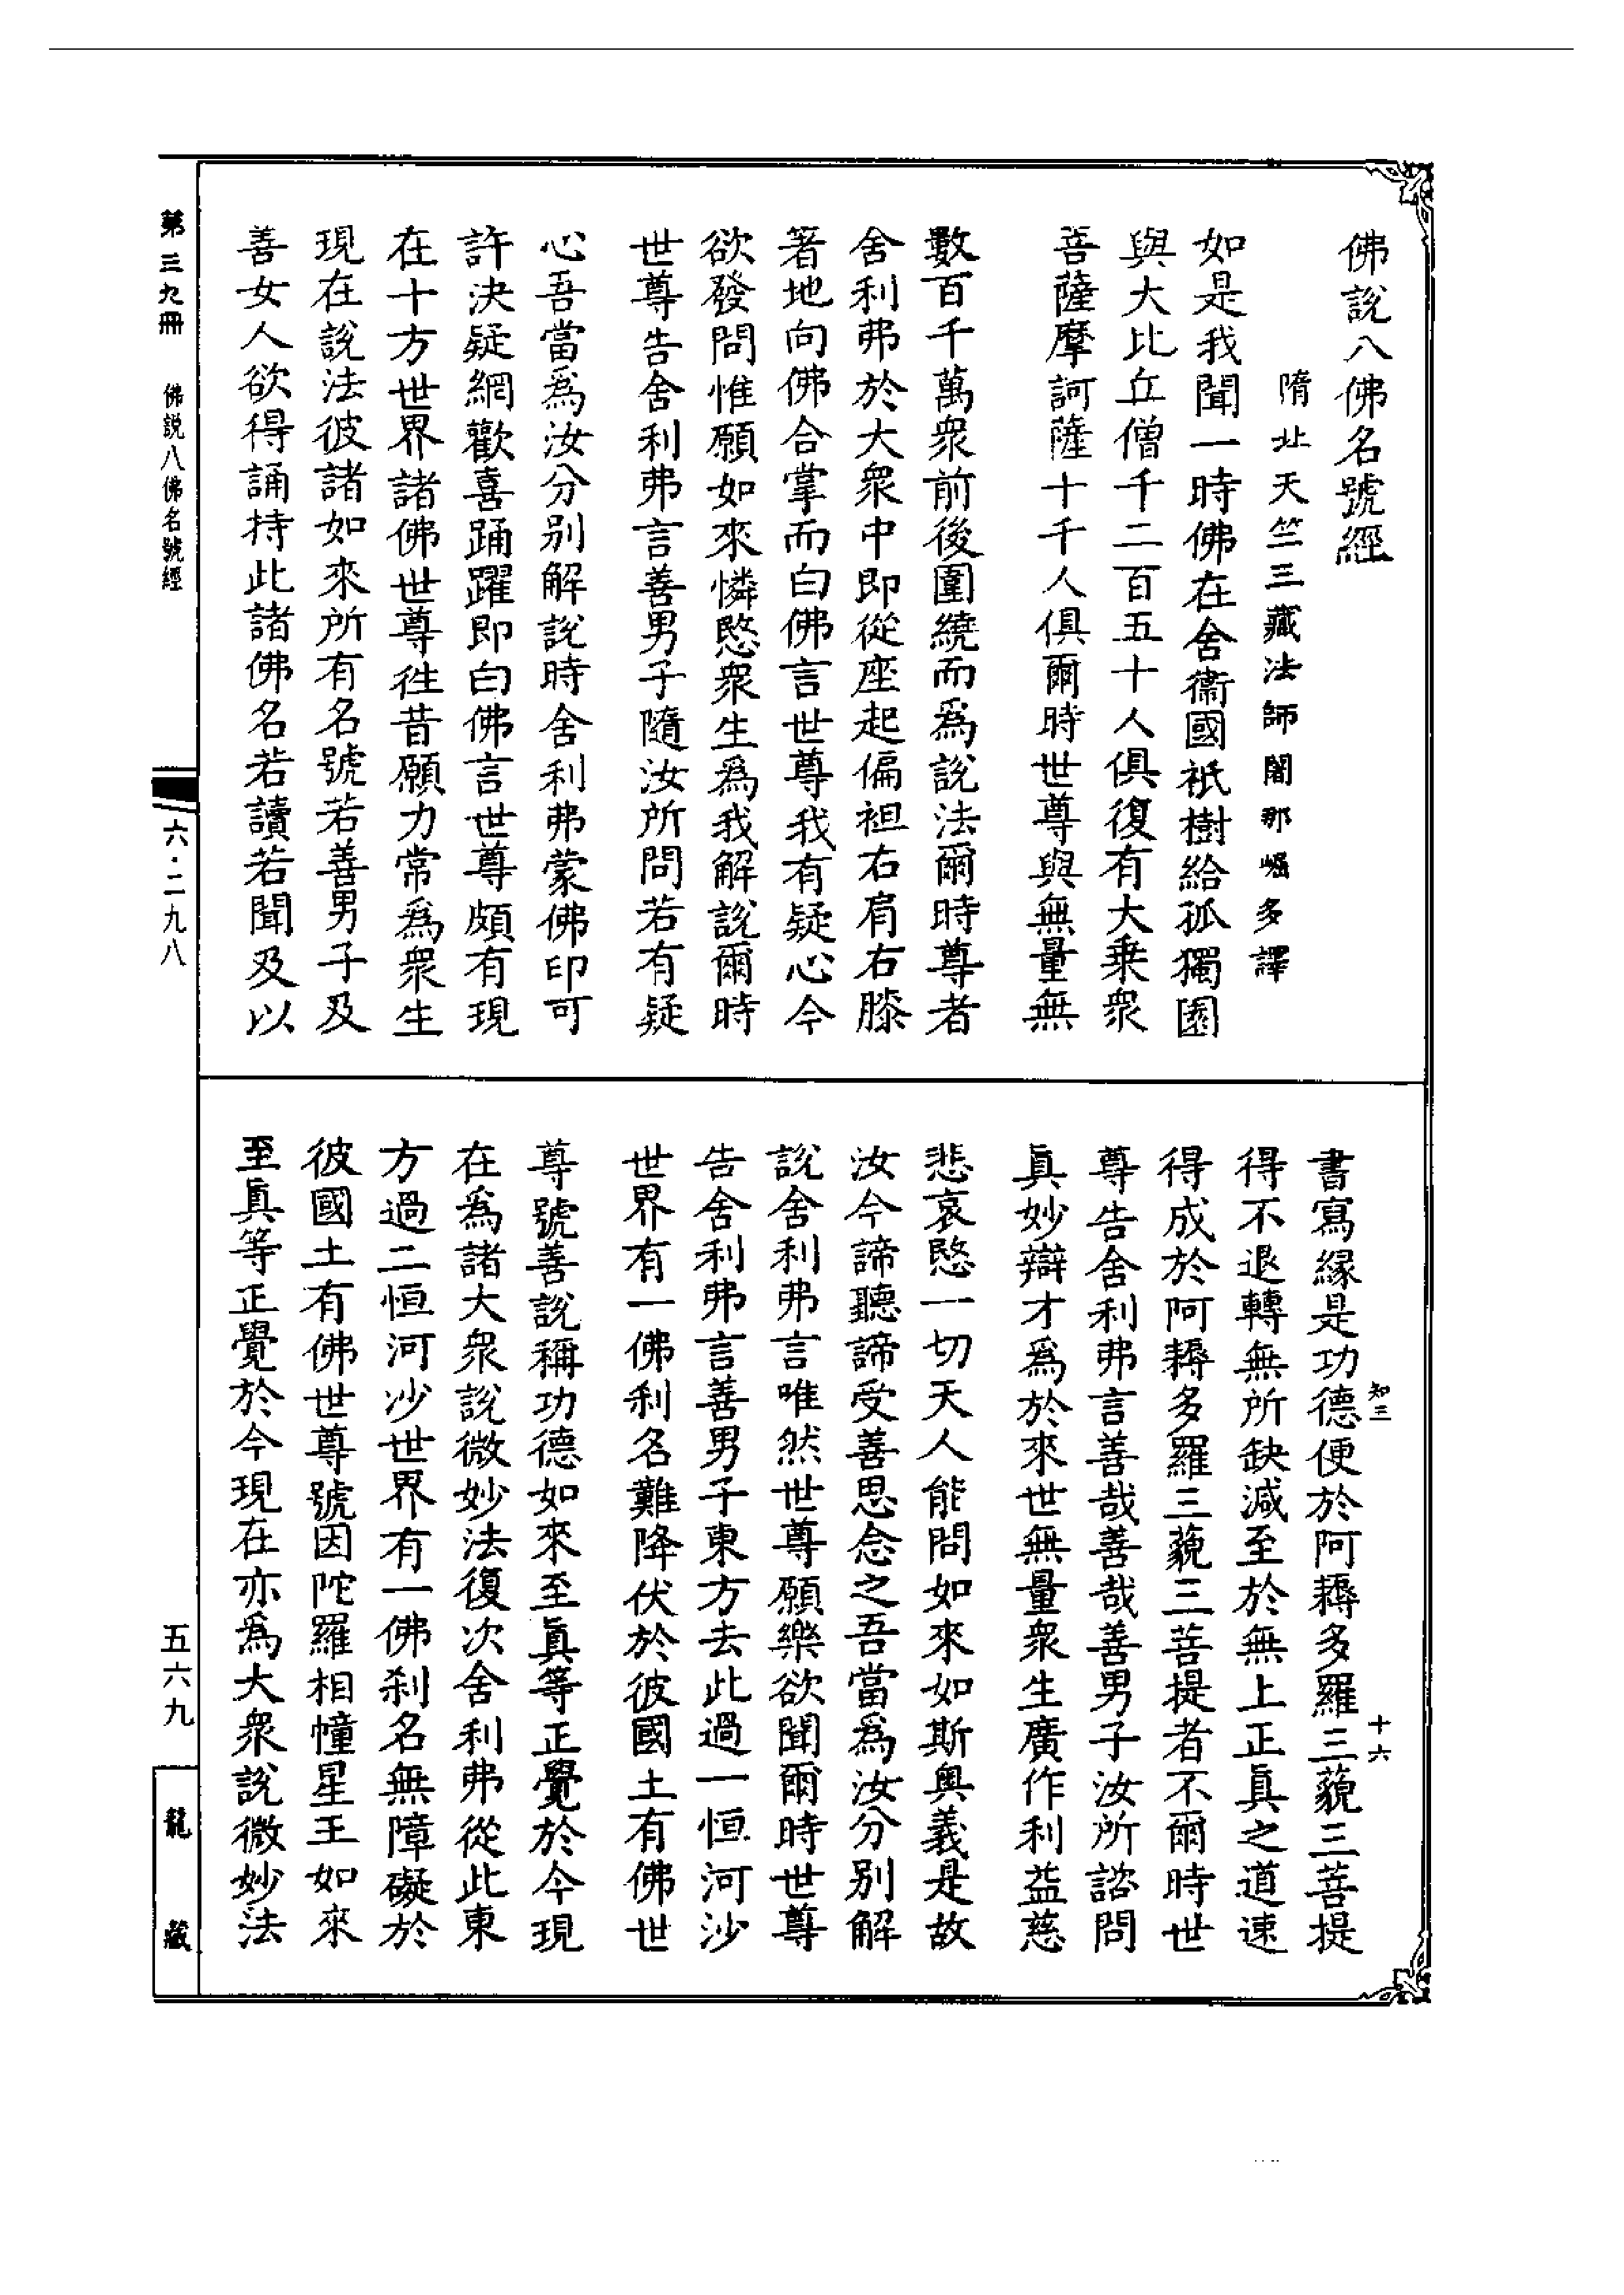 佛說八佛名號經
隋北天竺三藏法師闍那崛多譯
如是我聞一時佛在舍衞國祇樹給孤獨園
與大比丘僧千二百五十人俱復有大乗衆
菩薩摩訶薩十千人俱爾時世尊與無量無
數百千萬衆前後圍繞而爲說法爾時尊者
舍利弗於大衆中即從座起偏袒右肩右膝
著地向佛合掌而白佛言世尊我有疑心今
欲發問惟願如來憐愍衆生爲我解說爾時
世尊告舍利弗言善男子隨汝所問若有疑
心吾當爲汝分别解說時舍利弗蒙佛印可
許決疑網歡喜踊躍即白佛言世尊頗有現
在十方世界諸佛世尊徃昔願力常爲衆生
現在說法彼諸如來所有名號若善男子及
善女人欲得誦持此諸佛名若讀若聞及以
書寫緣是功德便於阿耨多羅三藐三菩提
得不退轉無所缺減至於無上正眞之道速
得成於阿耨多羅三藐三菩提者不爾時世
尊告舍利弗言善哉善哉善男子汝所諮問
眞妙辯才爲於來世無量衆生廣作利益慈
悲哀愍一切天人能問如來如斯奧義是故
汝今諦聽諦受善思念之吾當爲汝分别解
說舍利弗言唯然世尊願樂欲聞爾時世尊
告舍利弗言善男子東方去此過一恒河沙
世界有一佛刹名難降伏於彼國土有佛世
尊號善說稱功德如來至眞等正覺於今現
在爲諸大衆說微妙法復次舍利弗從此東
方過二恒河沙世界有一佛刹名無障礙於
彼國土有佛世尊號因陀羅相幢星王如來
至眞等正覺於今現在亦爲大衆說微妙法
知三
十六
第三九冊
佛說八佛名號經
六·二九八
五六九
龍藏